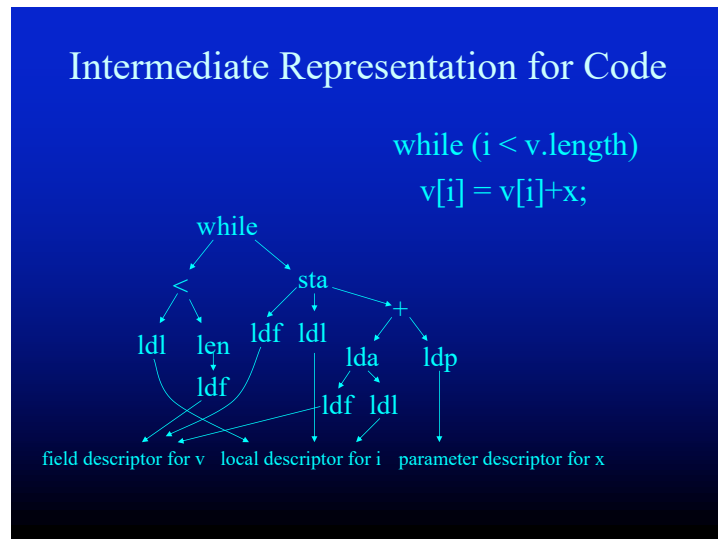 Intermediate Representation for Code
while (i < v.length)
v[i] = v[i]+x;
while
< sta
+
ldl len ldf ldl
lda ldp
ldf
ldf ldl
field descriptor for v local descriptor for i parameter descriptor for x